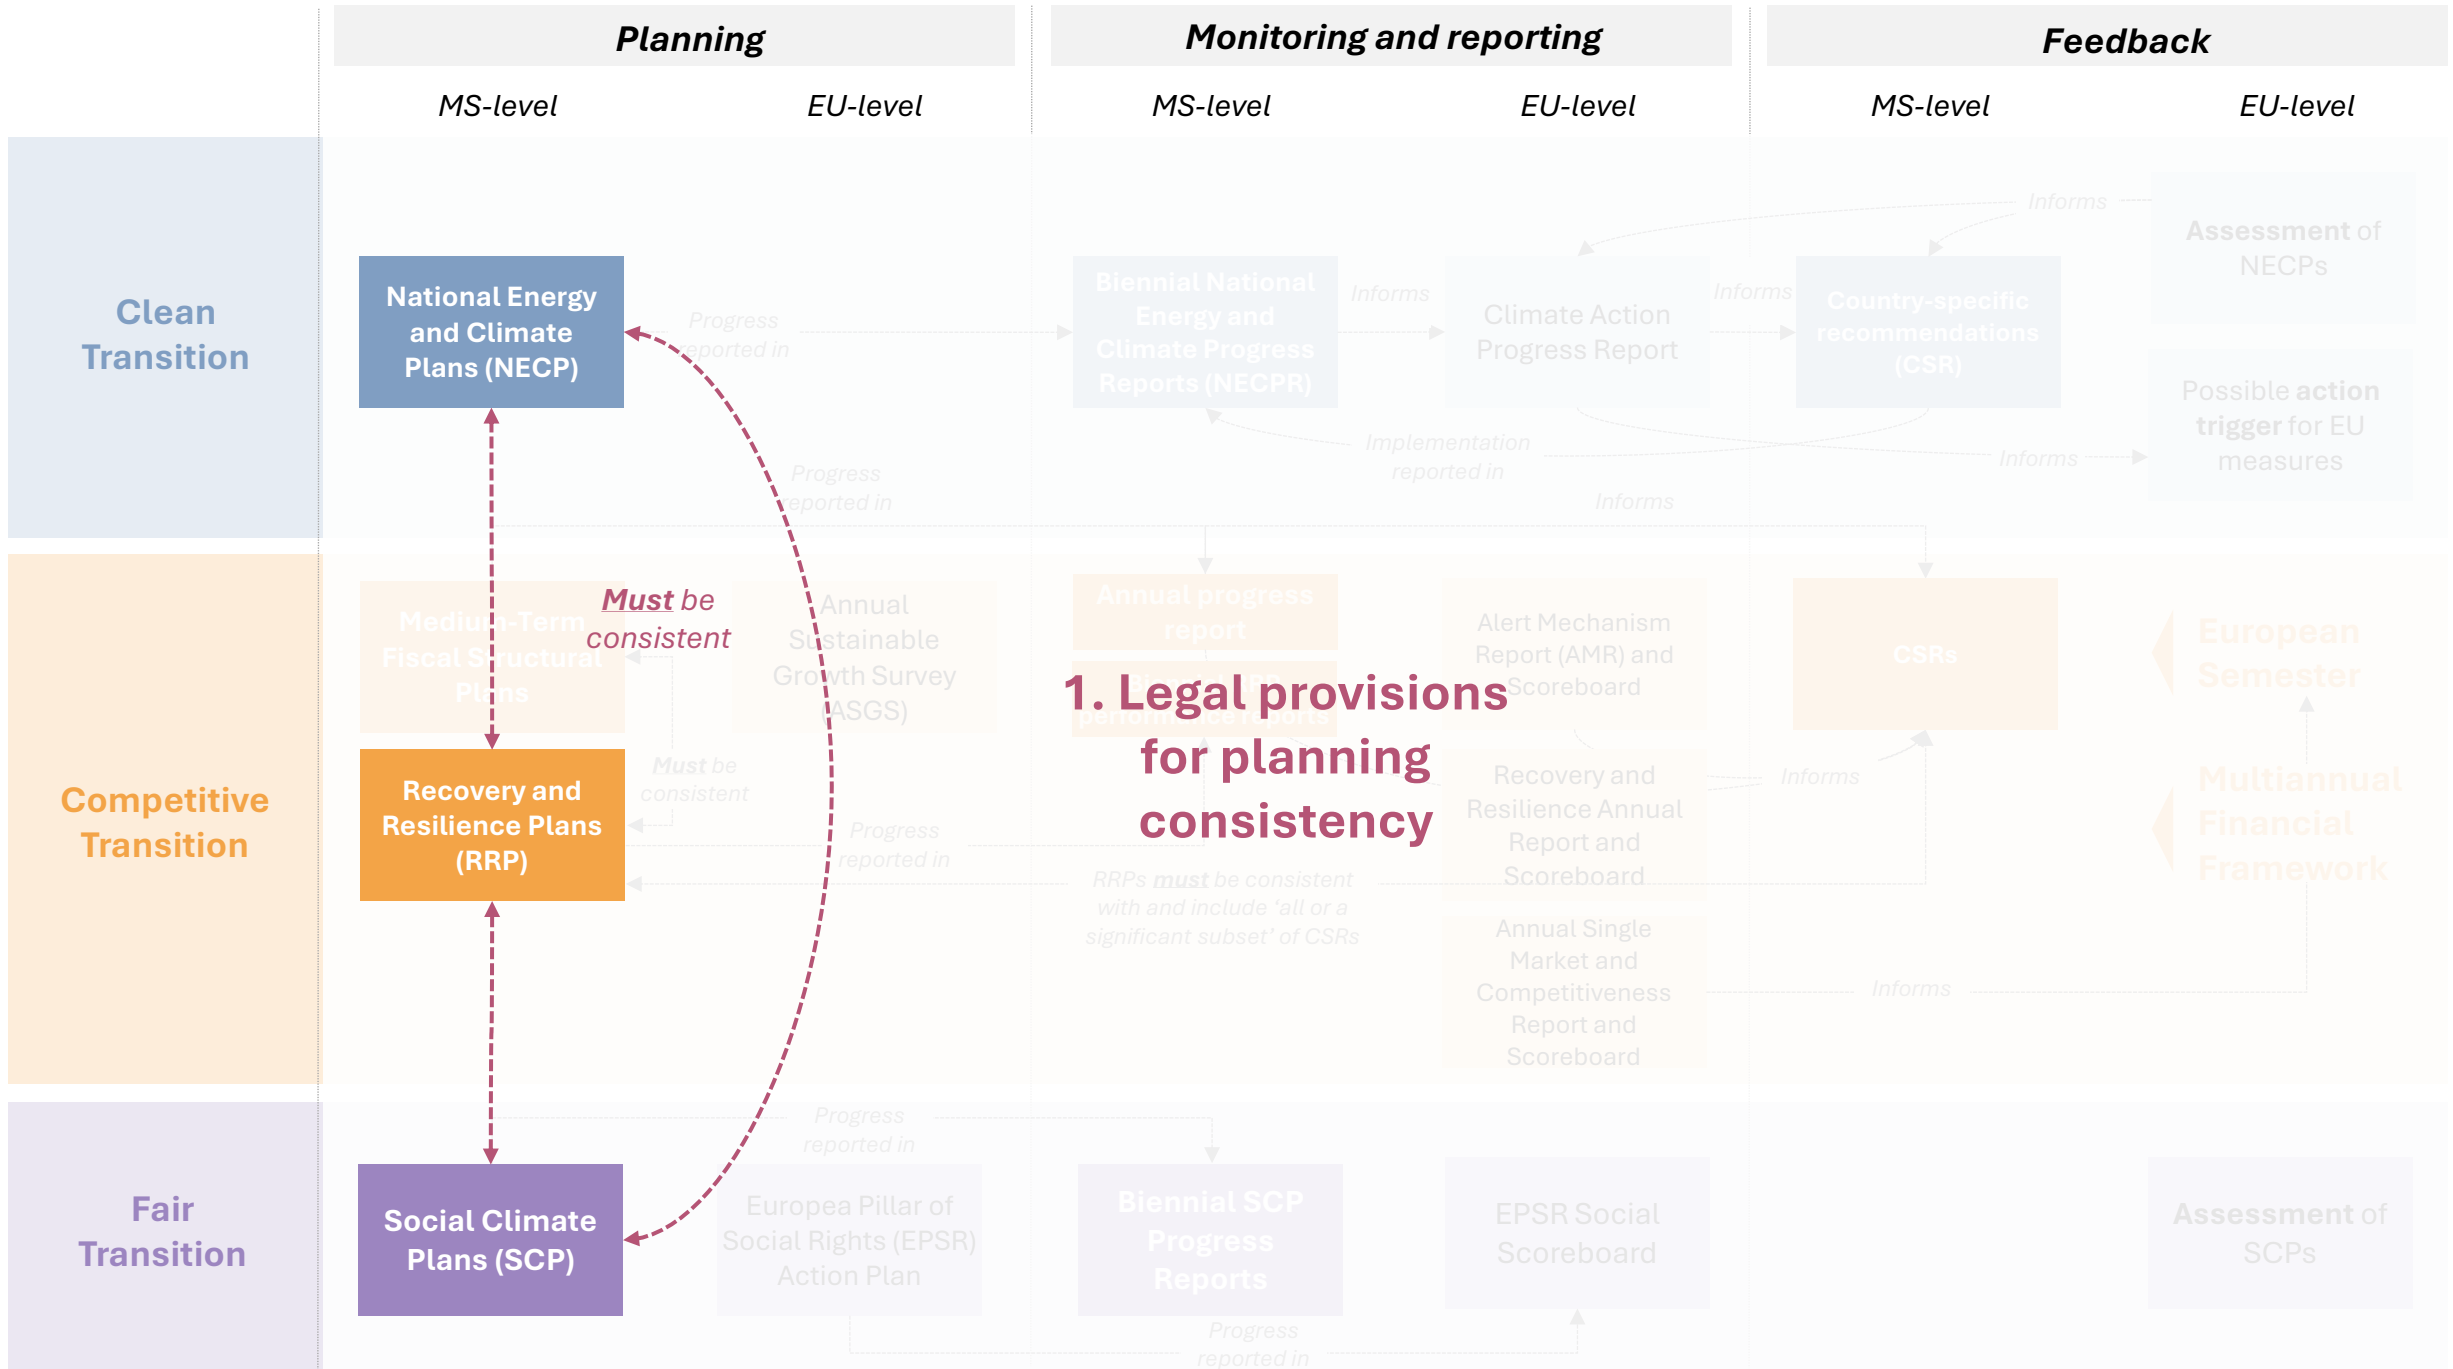 Planning
Monitoring and reporting
Feedback
MS-level
EU-level
MS-level
EU-level
MS-level
EU-level
Clean
Transition
National Energy
and Climate
Plans (NECP)
Progress
reported in
Biennial National
Energy and
Climate Progress
Reports (NECPR)
Informs
Climate Action
Progress Report
Informs
Country-specific
recommendations
(CSR)
Informs
Assessment of
NECPs
Possible action
trigger for EU
measures
Implementation
reported in
Informs
Progress
reported in
Informs
Competitive
Transition
Medium-Term
Fiscal Structural
Plans
Must be
consistent
Annual
Sustainable
Growth Survey
(ASGS)
Annual progress
report
performance reports
Alert Mechanism
Report (AMR) and
Scoreboard
CSRs
European
Semester
1. Legal provisions
for planning
consistency
Recovery and
Resilience Plans
(RRP)
Must be
consistent
Progress
reported in
Recovery and
Resilience Annual
Report and
Scoreboard
Informs
Multiannual
Financial
Framework
RRPs must be consistent
with and include ‘all or a
significant subset’ of CSRs
Annual Single
Market and
Competitiveness
Report and
Scoreboard
Informs
Fair
Transition
Progress
reported in
Social Climate
Plans (SCP)
Europea Pillar of
Social Rights (EPSR)
Action Plan
Biennial SCP
Progress
Reports
EPSR Social
Scoreboard
Assessment of
SCPs
Progress
reported in